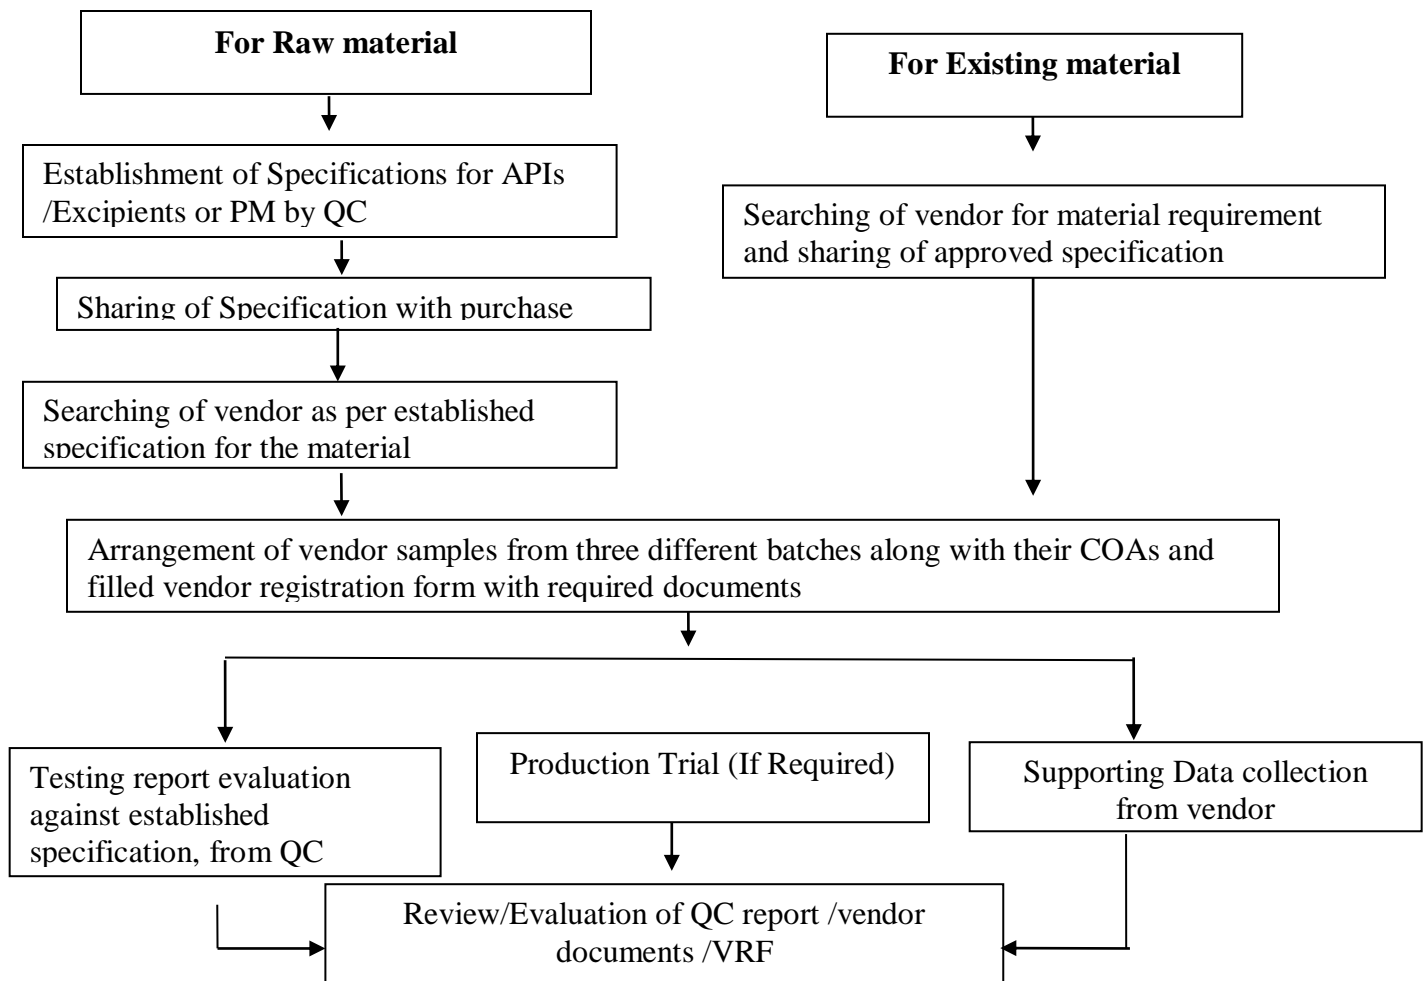 For Raw material
For Existing material
Establishment of Specifications for APIs
/Excipients or PM by QC
Searching of vendor for material requirement
and sharing of approved specification
Sharing of Specification with purchase
Searching of vendor as per established
specification for the material
Arrangement of vendor samples from three different batches along with their COAs and
filled vendor registration form with required documents
Testing report evaluation
against established
specification, from QC
Production Trial (If Required)
Supporting Data collection
from vendor
Review/Evaluation of QC report /vendor
documents /VRF